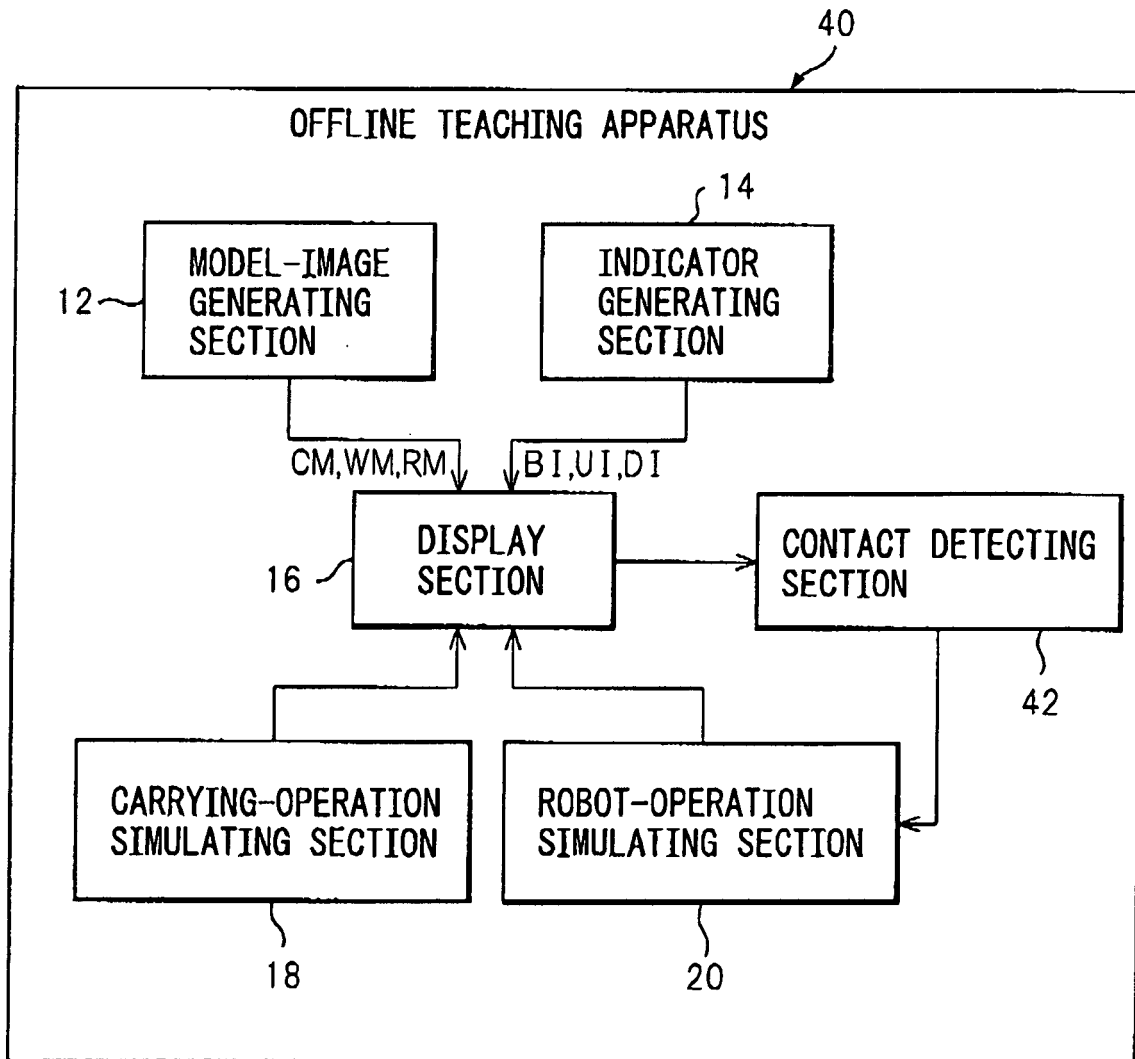 40
OFFLINE TEACHING APPARATUS
14
MODEL-IMAGE
GENERATING
SECTION
INDICATOR
GENERATING
SECTION
12
CM,WM,RM
BI,UI,DI
DISPLAY
SECTION
CONTACT DETECTING
SECTION
16
42
CARRYING-OPERATION
SIMULATING SECTION
ROBOT-OPERATION
SIMULATING SECTION
18
20